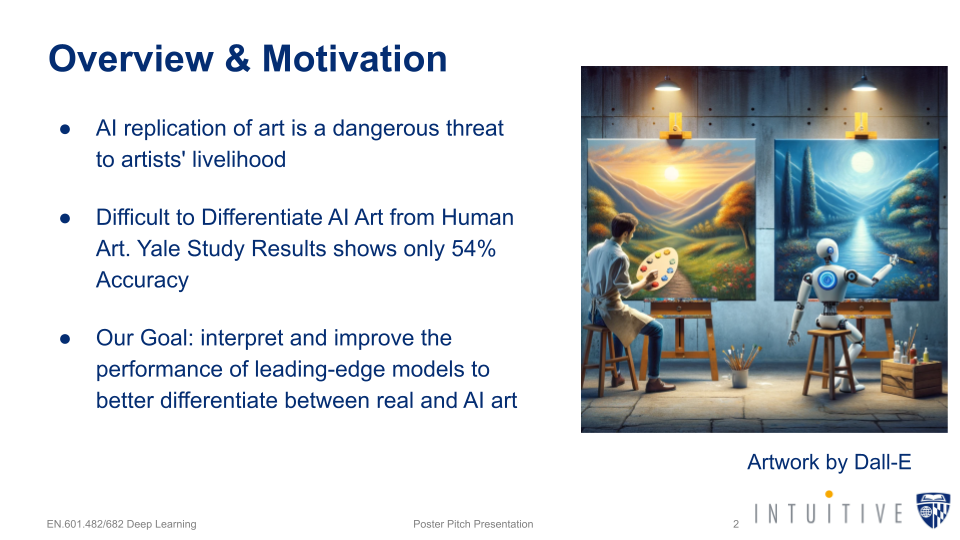 Overview & Motivation
● AI replication of art is a dangerous threat
to artists' livelihood
● Difficult to Differentiate AI Art from Human
Art. Yale Study Results shows only 54%
Accuracy
● Our Goal: interpret and improve the
performance of leading-edge models to
better differentiate between real and AI art
Artwork by Dall-E
EN.601.482/682 Deep Learning
Poster Pitch Presentation
2
INTUITIVE